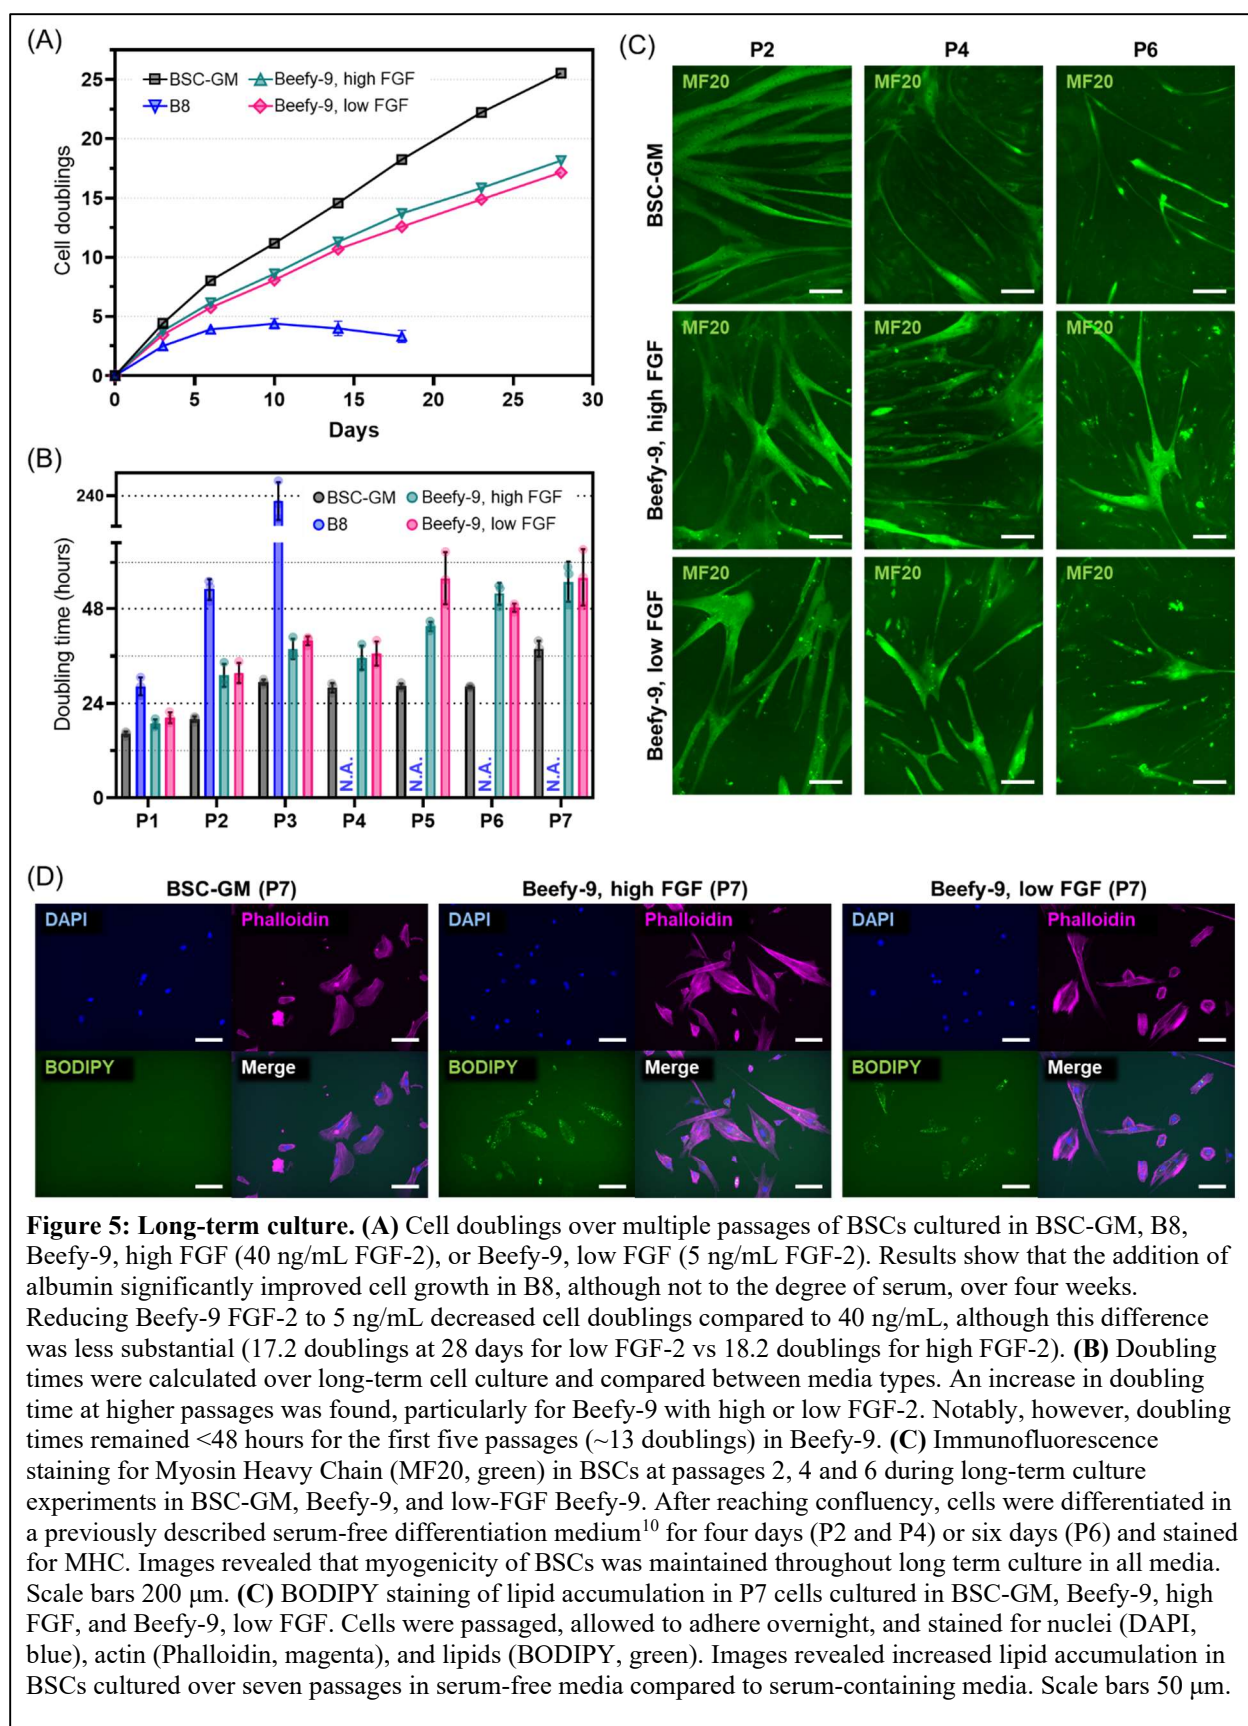 (A)
BSC-GM
Beefy-9, high FGF
B8
Beefy-9, low FGF
Cell doublings
25
20
15
10
5
0
0 5 10 15 20 25 30
Days
(B)
BSC-GM
Beefy-9, high FGF
B8
Beefy-9, low FGF
Doubling time (hours)
240
48
24
0
N.A. N.A. N.A. N.A.
P1 P2 P3 P4 P5 P6 P7
(C)
P2 P4 P6
BSC-GM
MF20 MF20 MF20
Beefy-9, high FGF
MF20 MF20 MF20
Beefy-9, low FGF
MF20 MF20 MF20
(D)
BSC-GM (P7)
DAPI Phalloidin
BODIPY Merge
Beefy-9, high FGF (P7)
DAPI Phalloidin
BODIPY Merge
Beefy-9, low FGF (P7)
DAPI Phalloidin
BODIPY Merge
Figure 5: Long-term culture. (A) Cell doublings over multiple passages of BSCs cultured in BSC-GM, B8,
Beefy-9, high FGF (40 ng/mL FGF-2), or Beefy-9, low FGF (5 ng/mL FGF-2). Results show that the addition of
albumin significantly improved cell growth in B8, although not to the degree of serum, over four weeks.
Reducing Beefy-9 FGF-2 to 5 ng/mL decreased cell doublings compared to 40 ng/mL, although this difference
was less substantial (17.2 doublings at 28 days for low FGF-2 vs 18.2 doublings for high FGF-2). (B) Doubling
times were calculated over long-term cell culture and compared between media types. An increase in doubling
time at higher passages was found, particularly for Beefy-9 with high or low FGF-2. Notably, however, doubling
times remained <48 hours for the first five passages (~13 doublings) in Beefy-9. (C) Immunofluorescence
staining for Myosin Heavy Chain (MF20, green) in BSCs at passages 2, 4 and 6 during long-term culture
experiments in BSC-GM, Beefy-9, and low-FGF Beefy-9. After reaching confluency, cells were differentiated in
a previously described serum-free differentiation medium¹⁰ for four days (P2 and P4) or six days (P6) and stained
for MHC. Images revealed that myogenicity of BSCs was maintained throughout long term culture in all media.
Scale bars 200 μm. (C) BODIPY staining of lipid accumulation in P7 cells cultured in BSC-GM, Beefy-9, high
FGF, and Beefy-9, low FGF. Cells were passaged, allowed to adhere overnight, and stained for nuclei (DAPI,
blue), actin (Phalloidin, magenta), and lipids (BODIPY, green). Images revealed increased lipid accumulation in
BSCs cultured over seven passages in serum-free media compared to serum-containing media. Scale bars 50 μm.